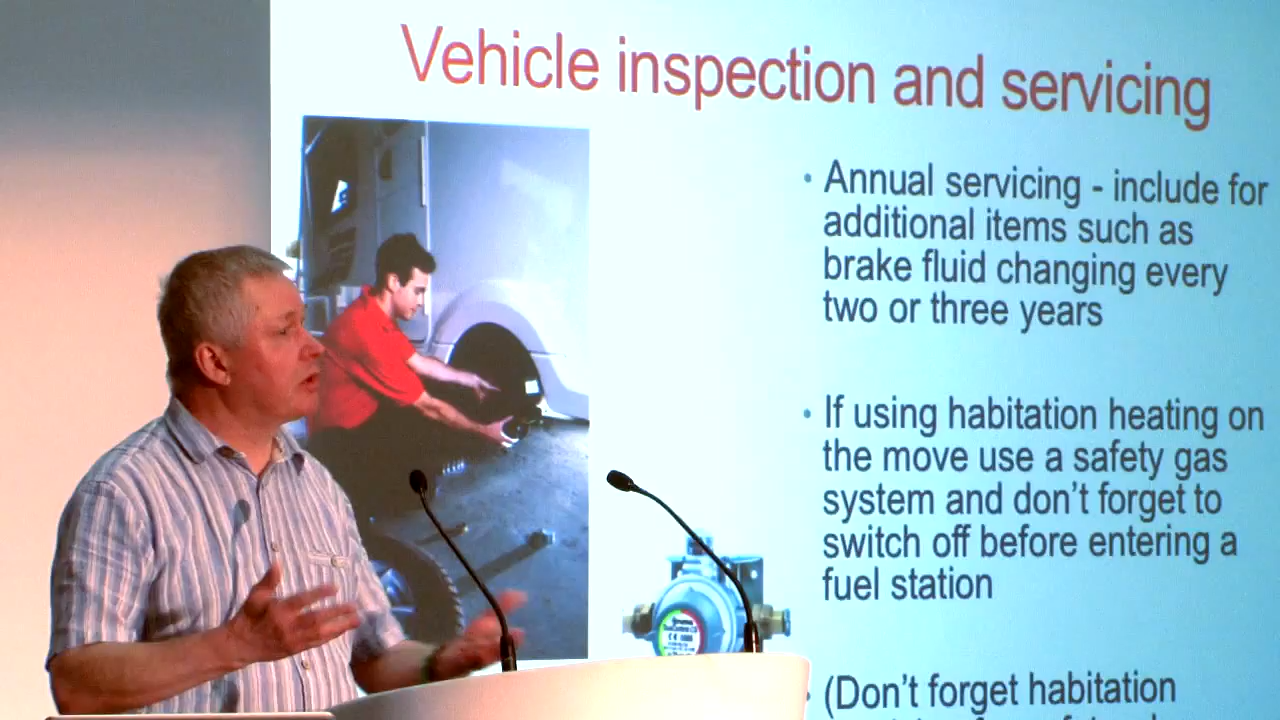 Vehicle inspection and servicing
• Annual servicing - include for
additional items such as
brake fluid changing every
two or three years
• If using habitation heating on
the move use a safety gas
system and don't forget to
switch off before entering a
fuel station
(Don't forget habitation